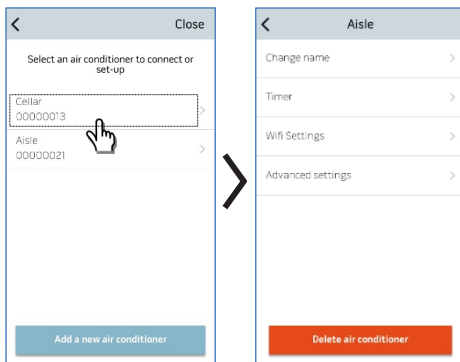 Close
Select an air conditioner to connect or
set-up
Cellar
00000013
Aisle
00000021
Add a new air conditioner
Aisle
Change name
Timer
Wifi Settings
Advanced settings
Delete air conditioner